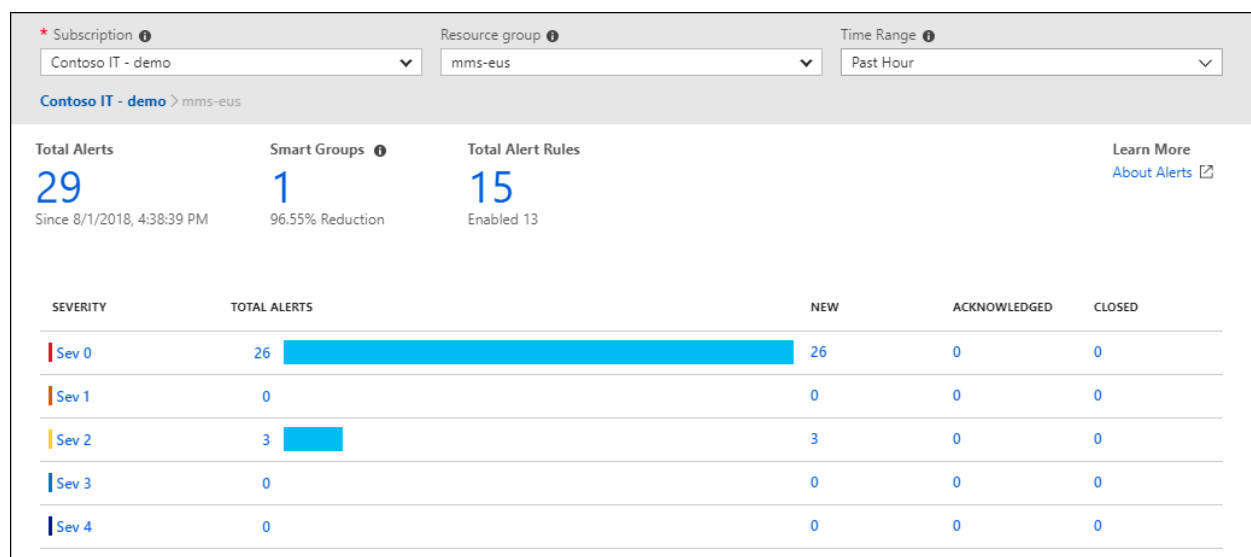 * Subscription Resource group Time Range
Contoso IT - demo mms-eus Past Hour
Contoso IT - demo > mms-eus
Total Alerts Smart Groups Total Alert Rules Learn More
29 1 15 About Alerts
Since 8/1/2018, 4:38:39 PM 96.55% Reduction Enabled 13
SEVERITY TOTAL ALERTS NEW ACKNOWLEDGED CLOSED
Sev 0 26 26 0 0
Sev 1 0 0 0 0
Sev 2 3 3 0 0
Sev 3 0 0 0 0
Sev 4 0 0 0 0